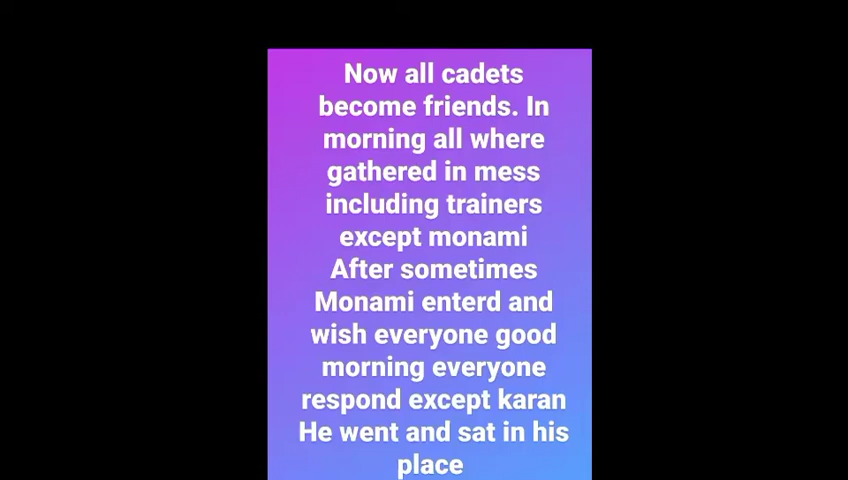 Now all cadets
become friends. In
morning all where
gathered in mess
including trainers
except monami
After sometimes
Monami enterd and
wish everyone good
morning everyone
respond except karan
He went and sat in his
place